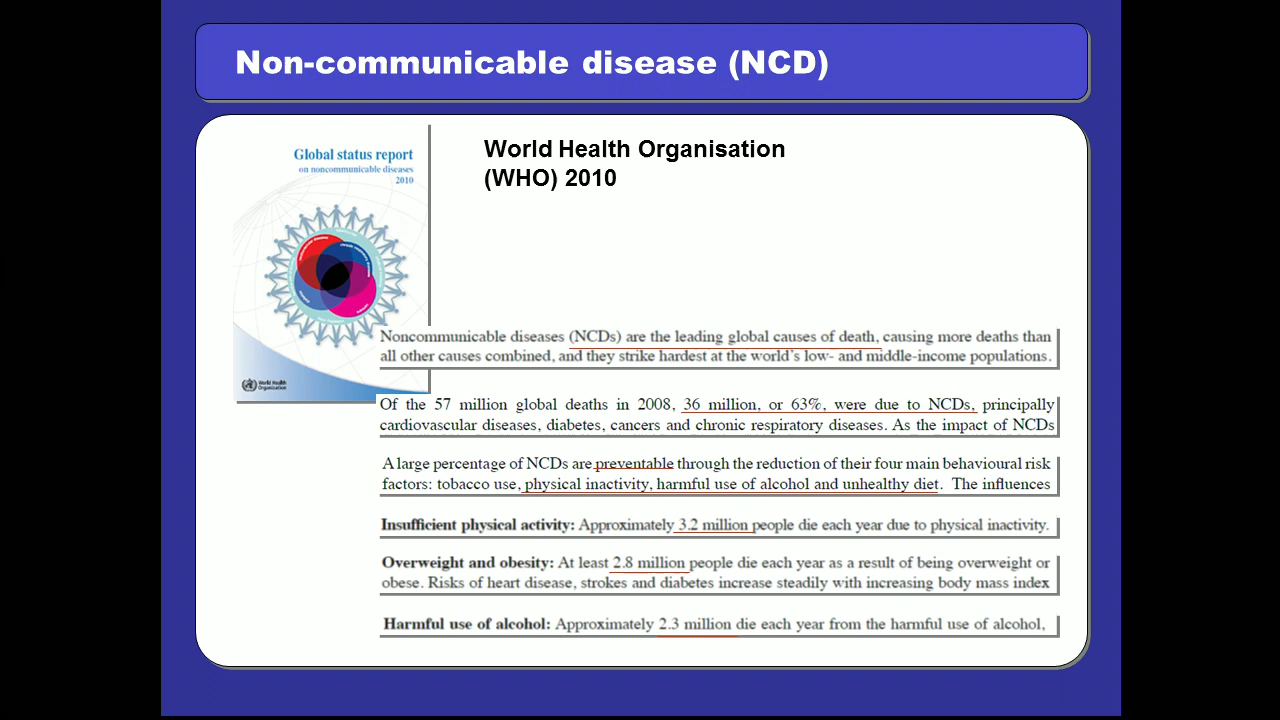 Non-communicable disease (NCD)
Global status report
on noncommunicable diseases
2010
World Health Organisation
(WHO) 2010
World Health
Organization
Noncommunicable diseases (NCDs) are the leading global causes of death, causing more deaths than
all other causes combined, and they strike hardest at the world's low- and middle-income populations.
Of the 57 million global deaths in 2008, 36 million, or 63%, were due to NCDs, principally
cardiovascular diseases, diabetes, cancers and chronic respiratory diseases. As the impact of NCDs
A large percentage of NCDs are preventable through the reduction of their four main behavioural risk
factors: tobacco use, physical inactivity, harmful use of alcohol and unhealthy diet. The influences
Insufficient physical activity: Approximately 3.2 million people die each year due to physical inactivity.
Overweight and obesity: At least 2.8 million people die each year as a result of being overweight or
obese. Risks of heart disease, strokes and diabetes increase steadily with increasing body mass index
Harmful use of alcohol: Approximately 2.3 million die each year from the harmful use of alcohol,